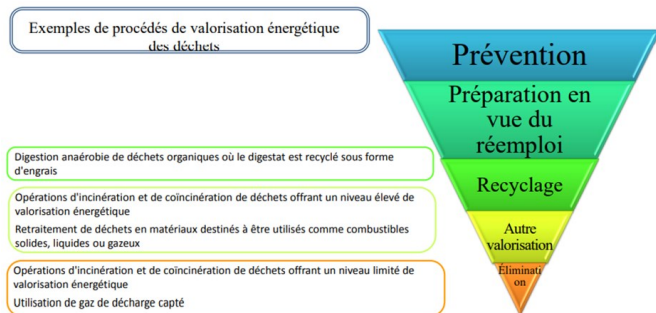 Exemples de procédés de valorisation énergétique
des déchets
Prévention
Préparation en
vue du
réemploi
Digestion anaérobie de déchets organiques où le digestat est recyclé sous forme
d'engrais
Recyclage
Opérations d'incinération et de coïncinération de déchets offrant un niveau élevé de
valorisation énergétique
Retraitement de déchets en matériaux destinés à être utilisés comme combustibles
solides, liquides ou gazeux
Autre
valorisation
Opérations d'incinération et de coïncinération de déchets offrant un niveau limité de
valorisation énergétique
Utilisation de gaz de décharge capté
Éliminati
on